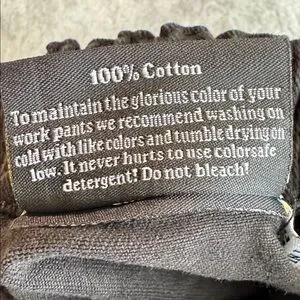 100% Cotton
To maintain the glorious color of your
work pants we recommend washing on
cold with like colors and tumble drying on
low. It never hurts to use colorsafe
detergent! Do not bleach!